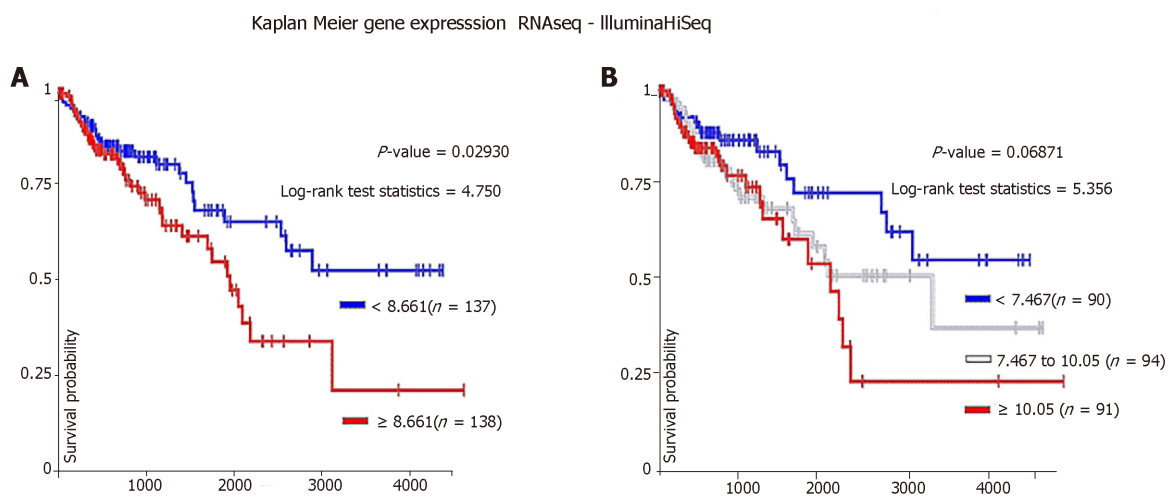 Kaplan Meier gene expresssion RNAseq - IlluminaHiSeq
A
1
0.75
0.5
0.25
0
Survival probability
P-value = 0.02930
Log-rank test statistics = 4.750
< 8.661(n = 137)
≥ 8.661(n = 138)
1000 2000 3000 4000
B
1
0.75
0.5
0.25
0
Survival probability
P-value = 0.06871
Log-rank test statistics = 5.356
< 7.467(n = 90)
7.467 to 10.05 (n = 94)
≥ 10.05 (n = 91)
1000 2000 3000 4000